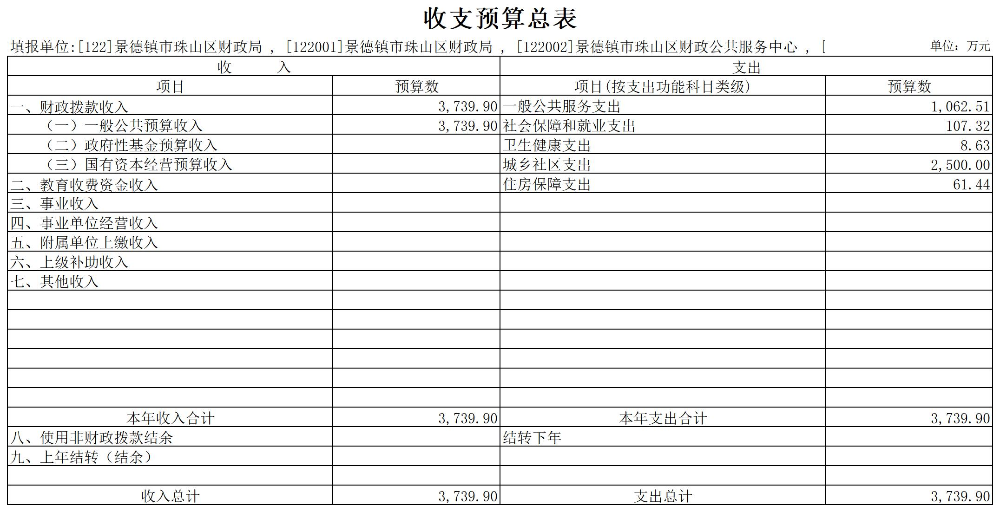 收支预算总表
填报单位:[122]景德镇市珠山区财政局 , [122001]景德镇市珠山区财政局 , [122002]景德镇市珠山区财政公共服务中心 , [ 单位：万元
收 入 支出
项目 预算数 项目(按支出功能科目类级) 预算数
一、财政拨款收入 3,739.90 一般公共服务支出 1,062.51
（一）一般公共预算收入 3,739.90 社会保障和就业支出 107.32
（二）政府性基金预算收入 卫生健康支出 8.63
（三）国有资本经营预算收入 城乡社区支出 2,500.00
二、教育收费资金收入 住房保障支出 61.44
三、事业收入
四、事业单位经营收入
五、附属单位上缴收入
六、上级补助收入
七、其他收入
本年收入合计 3,739.90 本年支出合计 3,739.90
八、使用非财政拨款结余 结转下年
九、上年结转（结余）
收入总计 3,739.90 支出总计 3,739.90